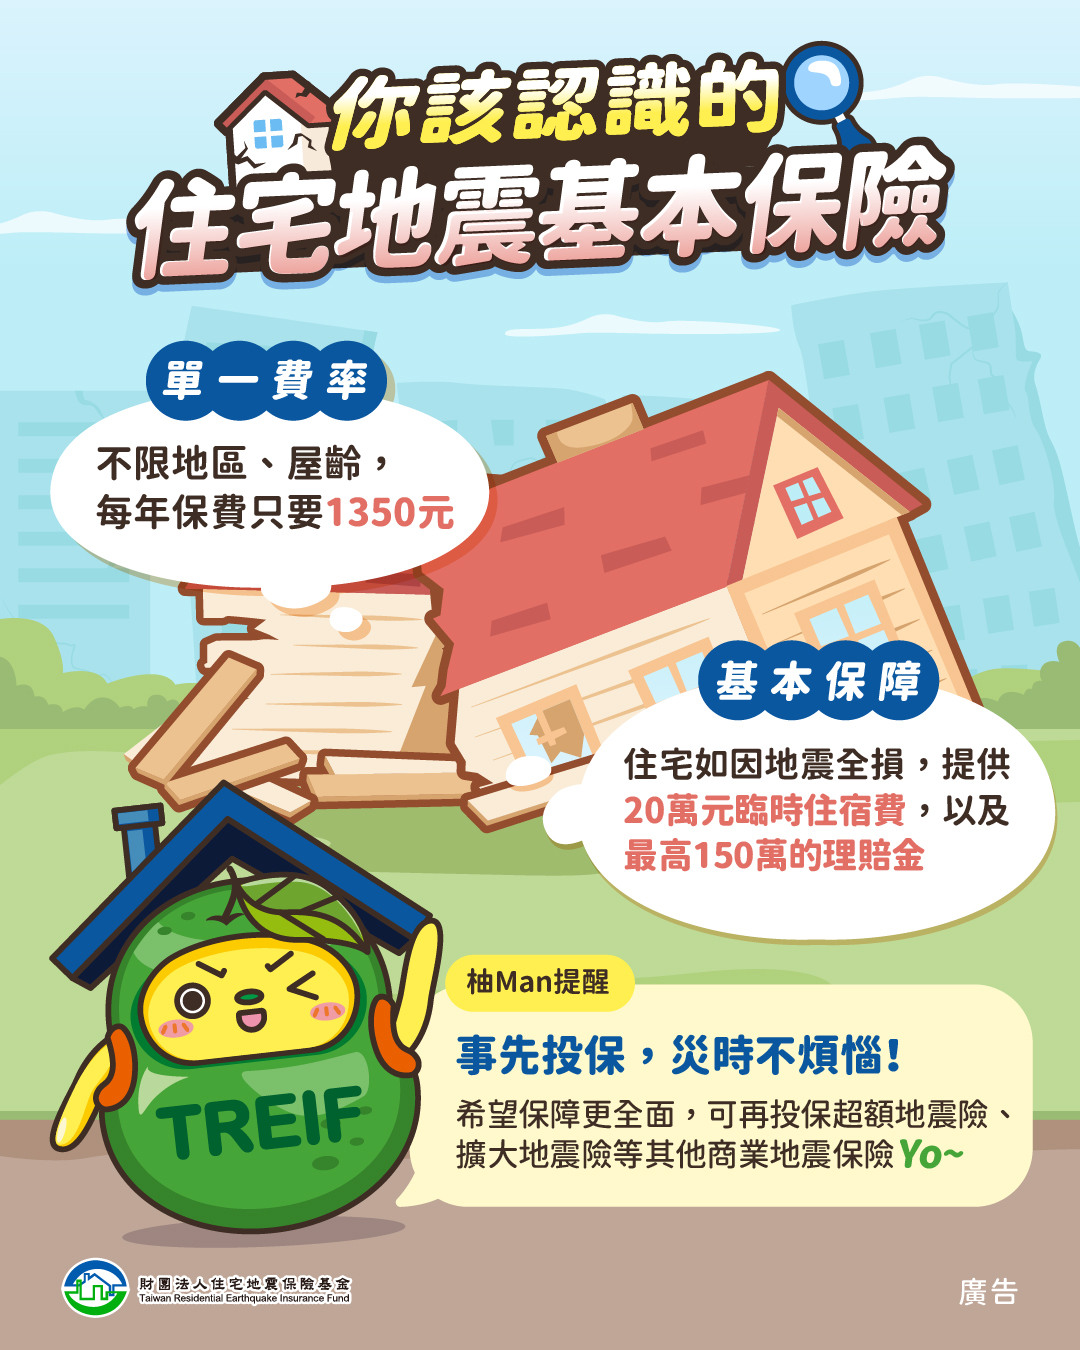 你該認識的
住宅地震基本保險
單一費率
不限地區、屋齡，
每年保費只要1350元
基本保障
住宅如因地震全損，提供
20萬元臨時住宿費，以及
最高150萬的理賠金
TREIF
柚Man提醒
事先投保，災時不煩惱!
希望保障更全面，可再投保超額地震險、
擴大地震險等其他商業地震保險Yo~
財團法人住宅地震保險基金
Taiwan Residential Earthquake Insurance Fund
廣告